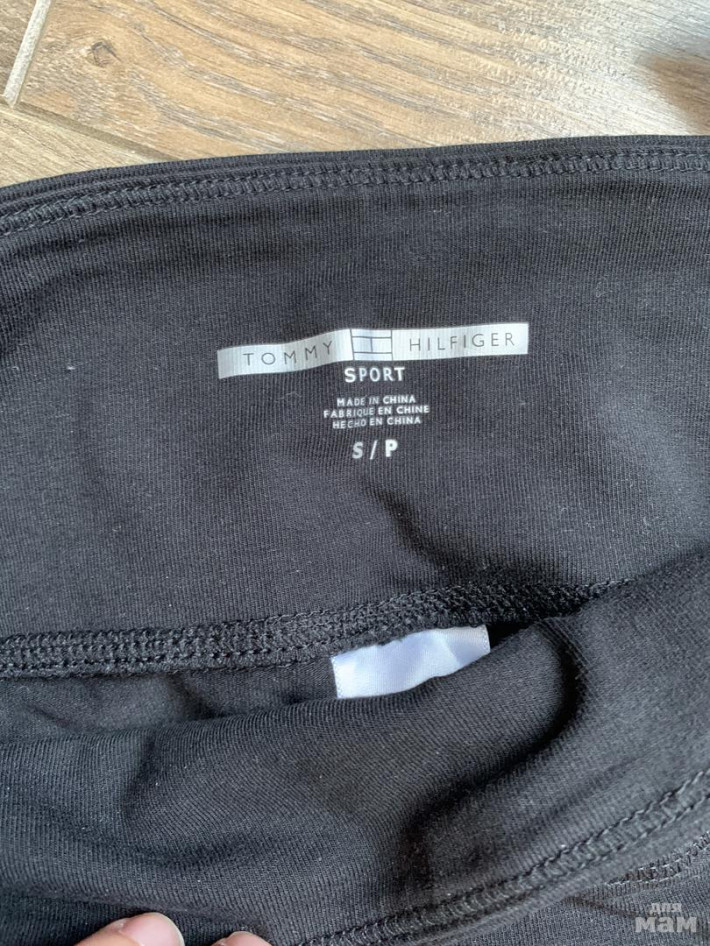 TOMMY HILFIGER
SPORT
MADE IN CHINA
FABRIQUE EN CHINE
HECHO EN CHINA
S / P
для
мам